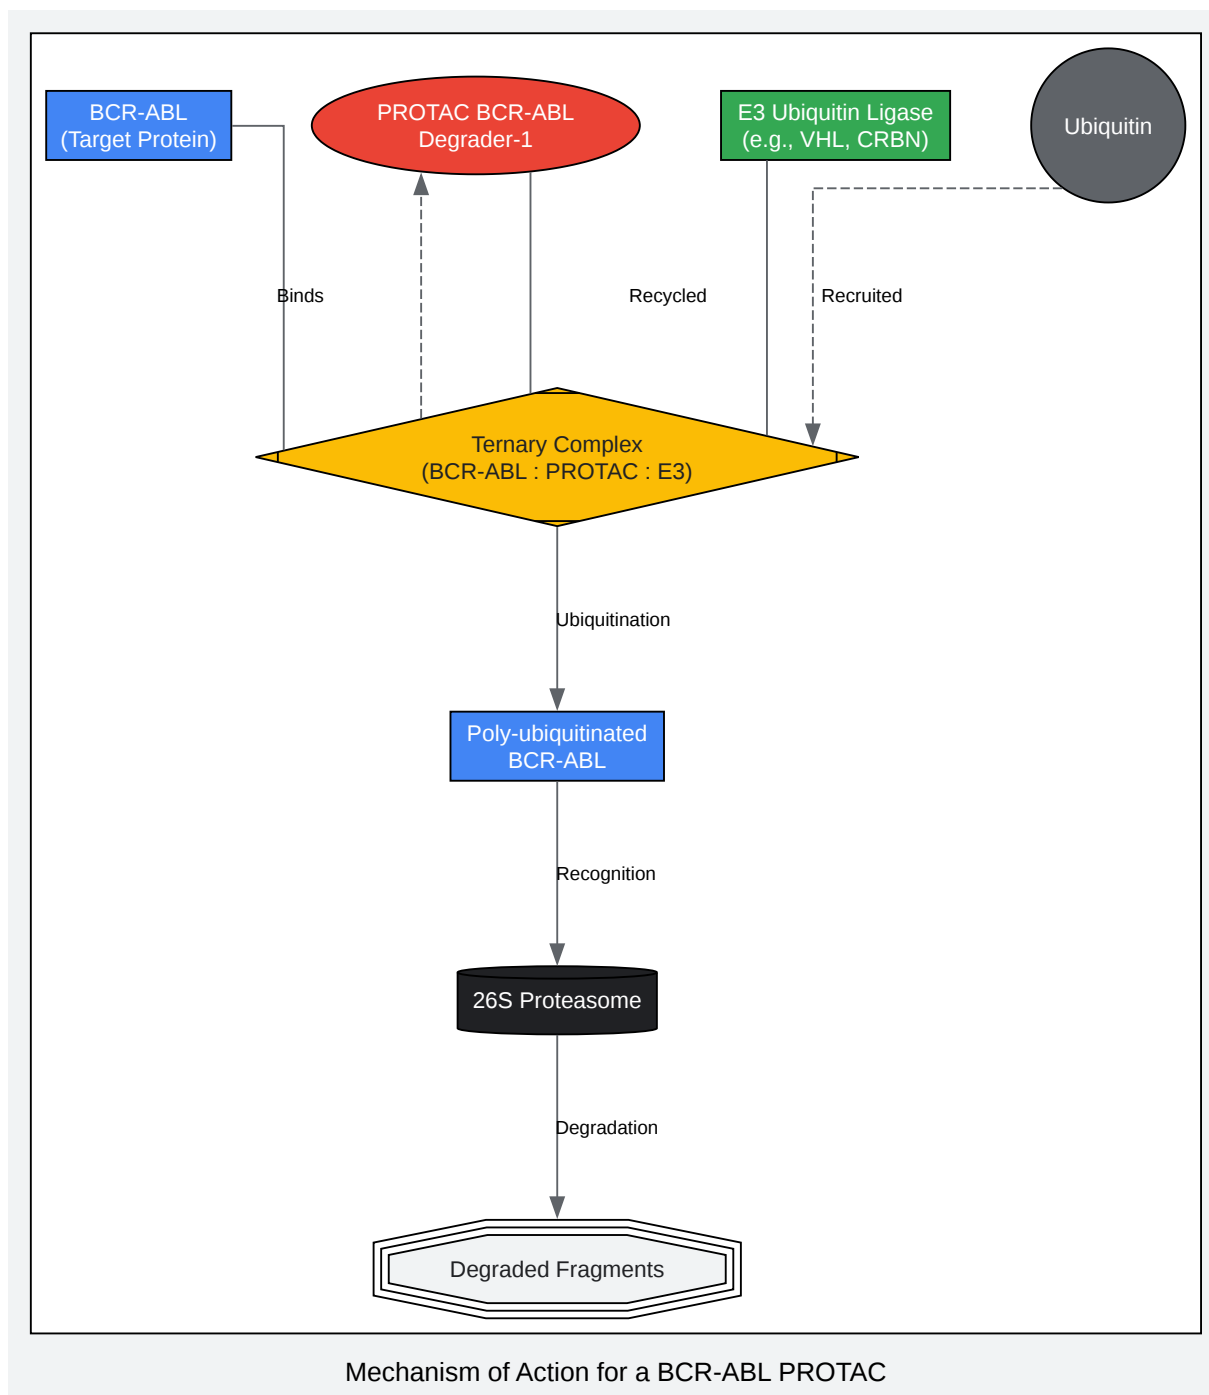 BCR-ABL
(Target Protein)
PROTAC BCR-ABL
Degrader-1
E3 Ubiquitin Ligase
(e.g., VHL, CRBN)
Ubiquitin
Binds
Recycled
Recruited
Ternary Complex
(BCR-ABL : PROTAC : E3)
Ubiquitination
Poly-ubiquitinated
BCR-ABL
Recognition
26S Proteasome
Degradation
Degraded Fragments
Mechanism of Action for a BCR-ABL PROTAC